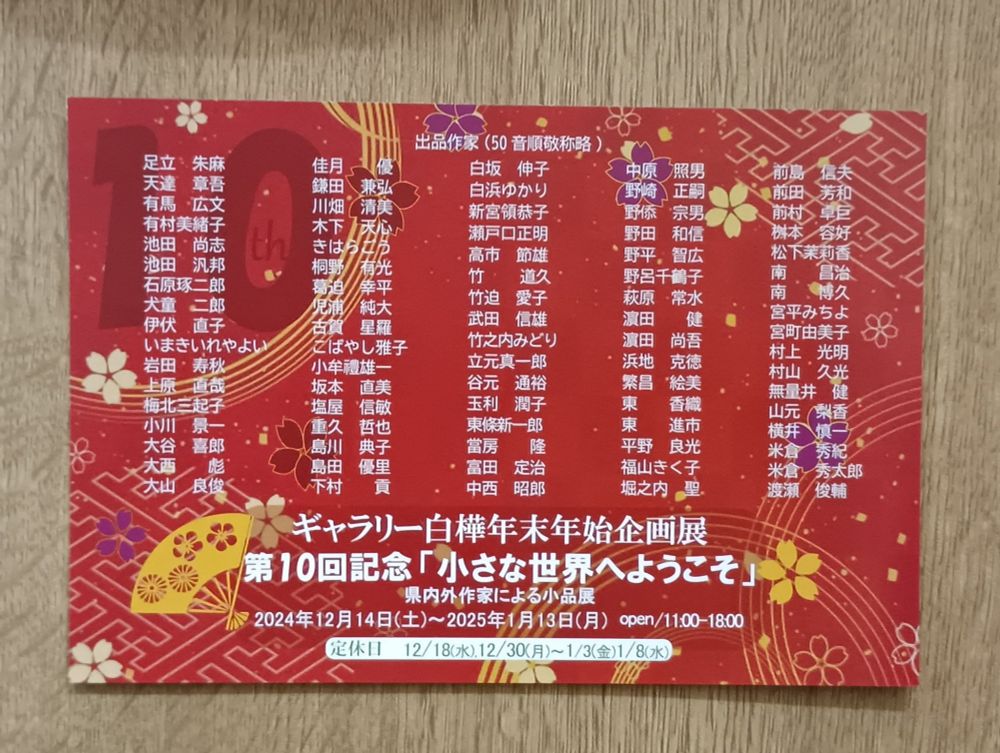 10th
出品作家（50音順敬称略）
足立　朱麻
天達　章吾
有馬　広文
有村美緒子
池田　尚志
池田　汎邦
石原琢二郎
犬童　二郎
伊伏　直子
いまきいれやよい
岩田　寿秋
上原　直哉
梅北三起子
小川　景一
大谷　喜郎
大西　彪
大山　良俊
佳月　優
鎌田　兼弘
川畑　清美
木下　天心
きはらごう
桐野　有光
葛迫　幸平
児浦　純大
古賀　星羅
こばやし雅子
小牟禮雄一
坂本　直美
塩屋　信敏
重久　哲也
島川　典子
島田　優里
下村　貢
白坂　伸子
白浜ゆかり
新宮領恭子
瀬戸口正明
高市　節雄
竹　道久
竹迫　愛子
武田　信雄
竹之内みどり
立元真一郎
谷元　通裕
玉利　潤子
東條新一郎
當房　隆
富田　定治
中西　昭郎
中原　照男
野崎　正嗣
野添　宗男
野田　和信
野平　智広
野呂千鶴子
萩原　常水
濵田　健
濵田　尚吾
浜地　克徳
繁昌　絵美
東　香織
東　進市
平野　良光
福山きく子
堀之内　聖
前島　信夫
前田　芳和
前村　卓巨
桝本　容好
松下茉莉香
南　昌治
南　博久
宮平みちよ
宮町由美子
村上　光明
村山　久光
無量井　健
山元　梨香
横井　慎一
米倉　秀紀
米倉　秀太郎
渡瀬　俊輔
ギャラリー白樺年末年始企画展
第10回記念「小さな世界へようこそ」
県内外作家による小品展
2024年12月14日(土)～2025年1月13日(月)　open/11:00-18:00
定休日　12/18(水).12/30(月)～1/3(金)1/8(水)